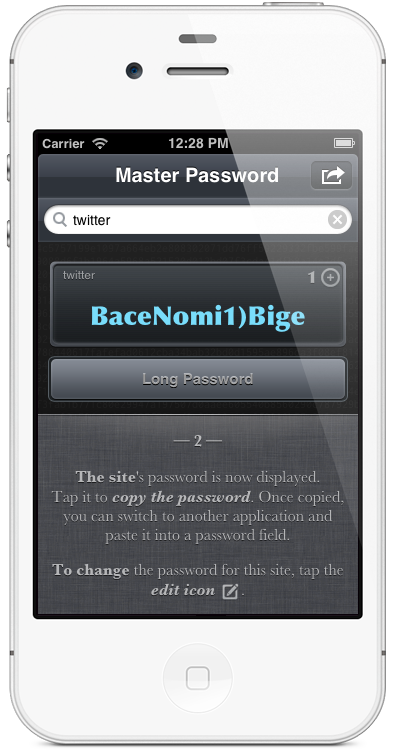 Carrier 12:28 PM
Master Password
twitter
twitter 1
BaceNomi1)Bige
Long Password
— 2 —
The site's password is now displayed.
Tap it to copy the password. Once copied,
you can switch to another application and
paste it into a password field.
To change the password for this site, tap the
edit icon .